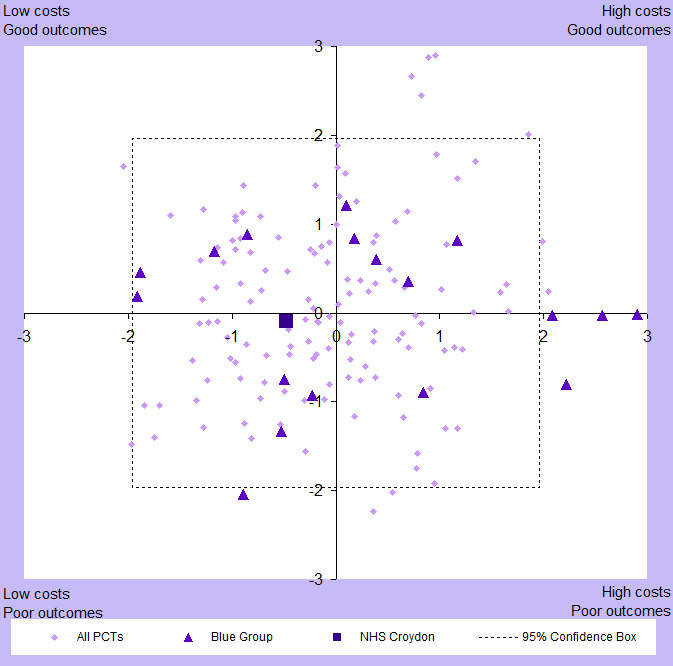 Low costs
High costs
Good outcomes
Good outcomes
3
2
1
0
-3
-2
-1
0
1
2
3
-1
-2
-3
Low costs
High costs
Poor outcomes
Poor outcomes
All PCTs
Blue Group
NHS Croydon
95% Confidence Box